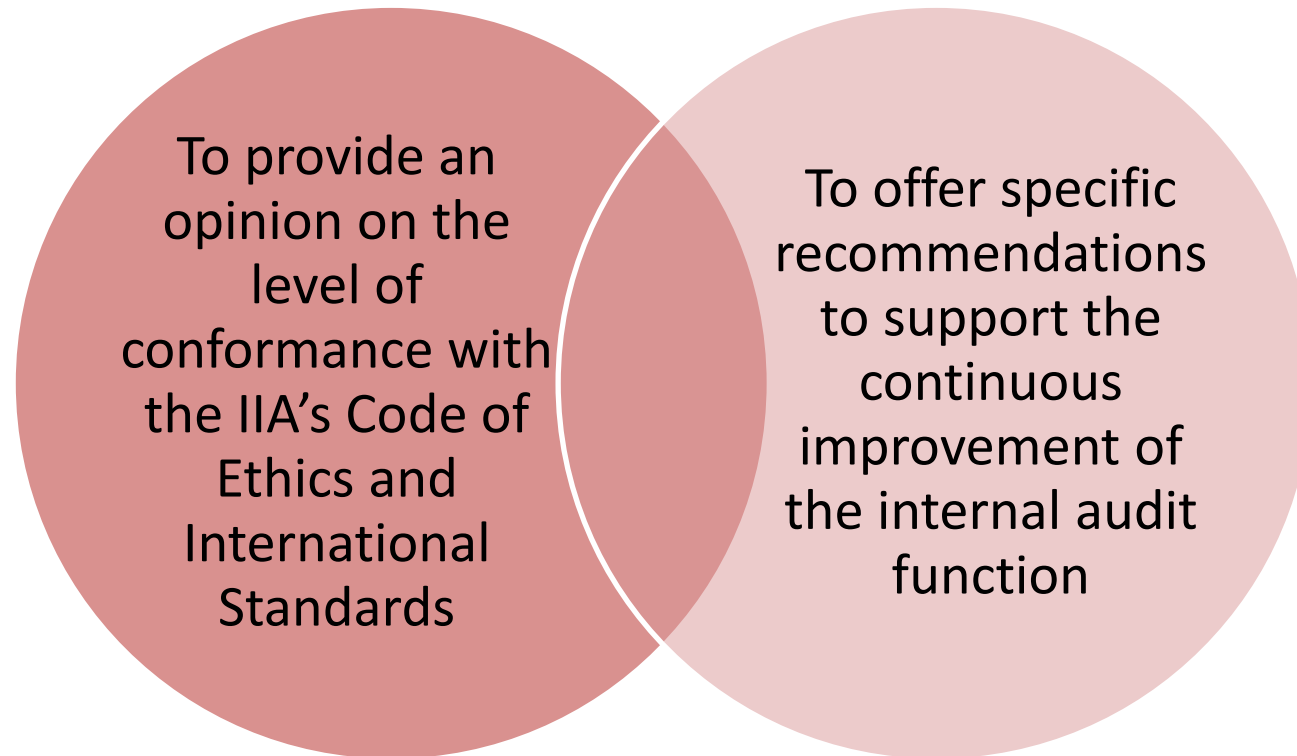 To provide an
opinion on the
level of
conformance with
the IIA’s Code of
Ethics and
International
Standards
To offer specific
recommendations
to support the
continuous
improvement of
the internal audit
function